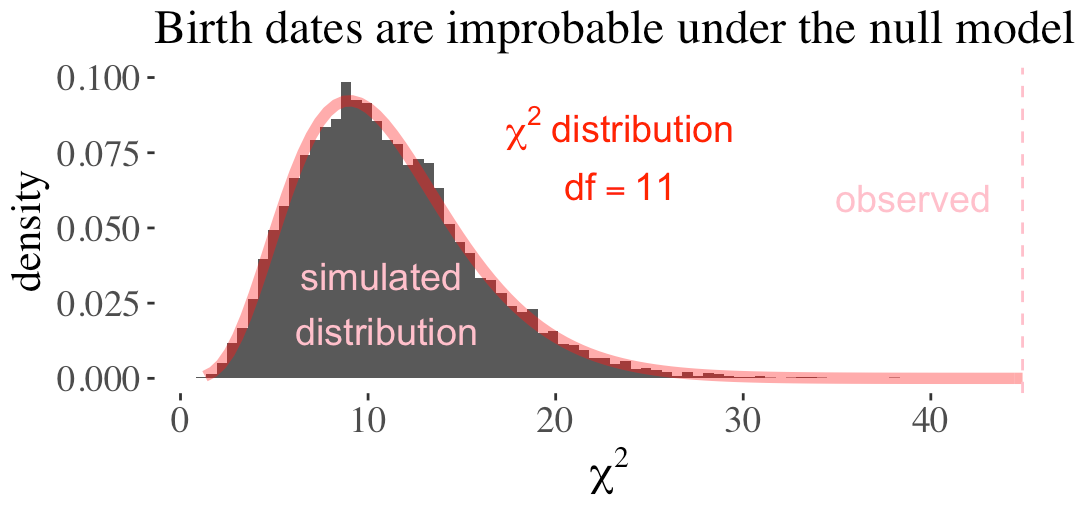 Birth dates are improbable under the null model
density
0.100
0.075
0.050
0.025
0.000
χ² distribution
df = 11
observed
simulated
distribution
0 10 20 30 40
χ²